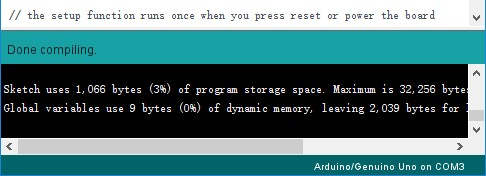 // the setup function runs once when you press reset or power the board
Done compiling.
Sketch uses 1,066 bytes (3%) of program storage space. Maximum is 32,256 bytes
Global variables use 9 bytes (0%) of dynamic memory, leaving 2,039 bytes for
Arduino/Genuino Uno on COM3